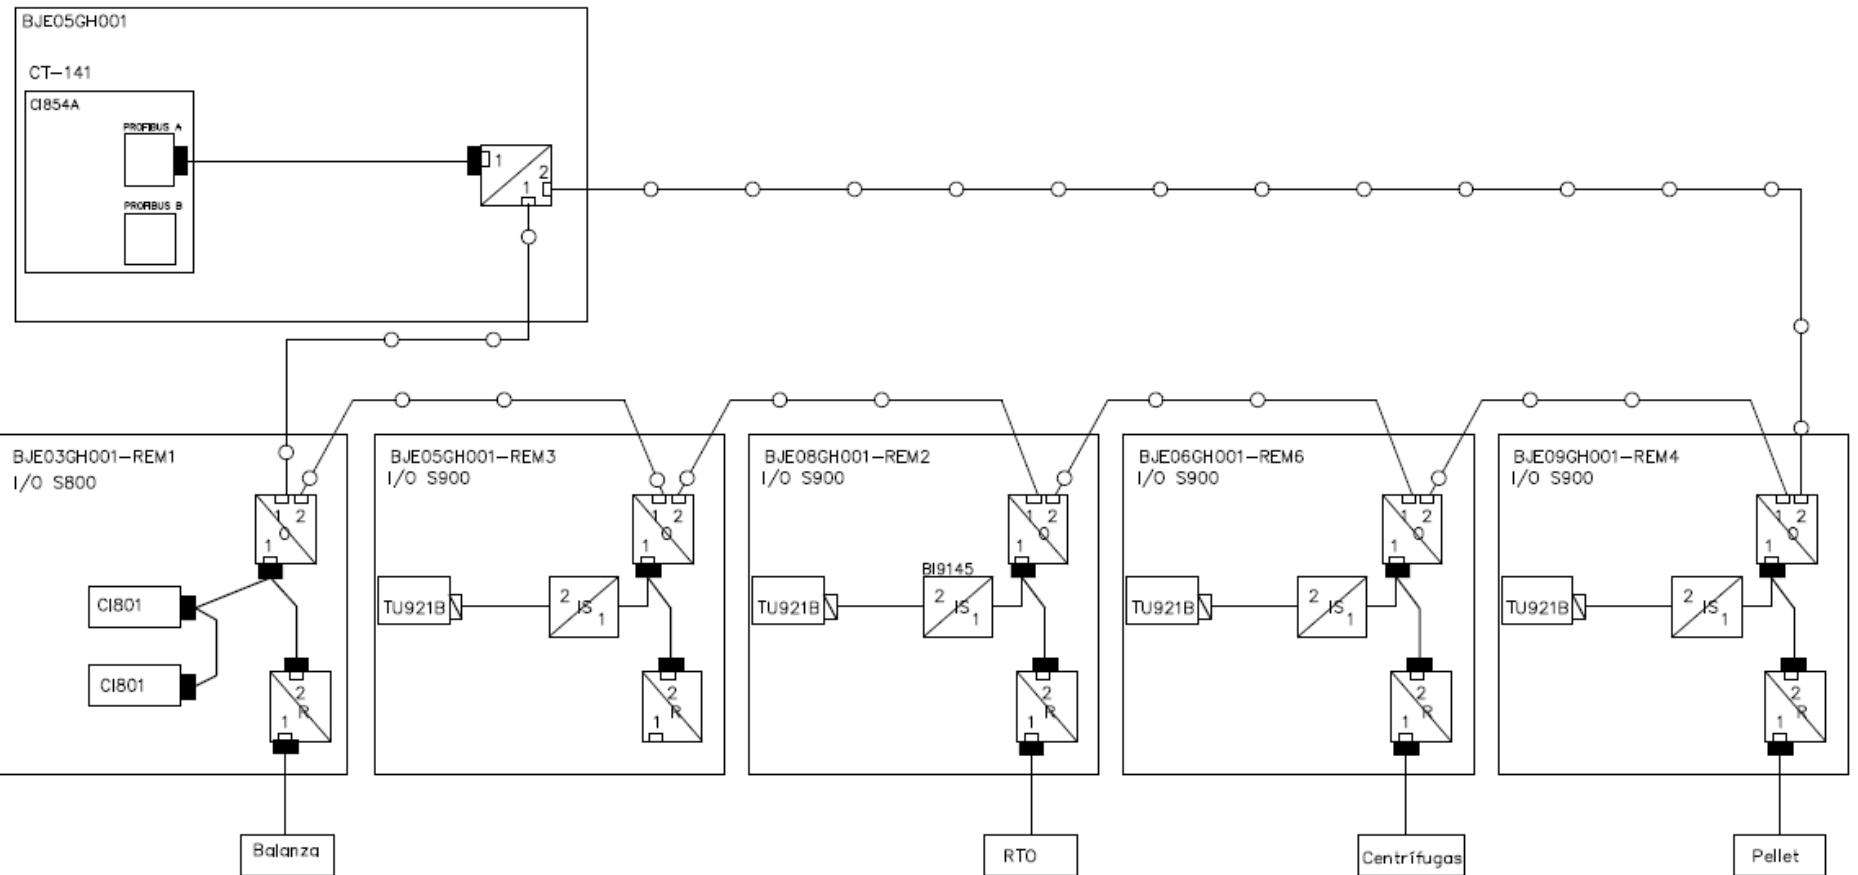 BJE05GH001
CT-141
CI854A
PROFIBUS A
PROFIBUS B
1
2
1
BJE03GH001-REM1
I/O S800
1 2
O
1
CI801
CI801
2
R
1
Balanza
BJE05GH001-REM3
I/O S900
1 2
O
1
TU921B
2
IS
1
2
R
1
BJE08GH001-REM2
I/O S900
1 2
O
1
BI9145
TU921B
2
IS
1
2
R
1
RTO
BJE06GH001-REM6
I/O S900
1 2
O
1
TU921B
2
IS
1
2
R
1
Centrífugas
BJE09GH001-REM4
I/O S900
1 2
O
1
TU921B
2
IS
1
2
R
1
Pellet